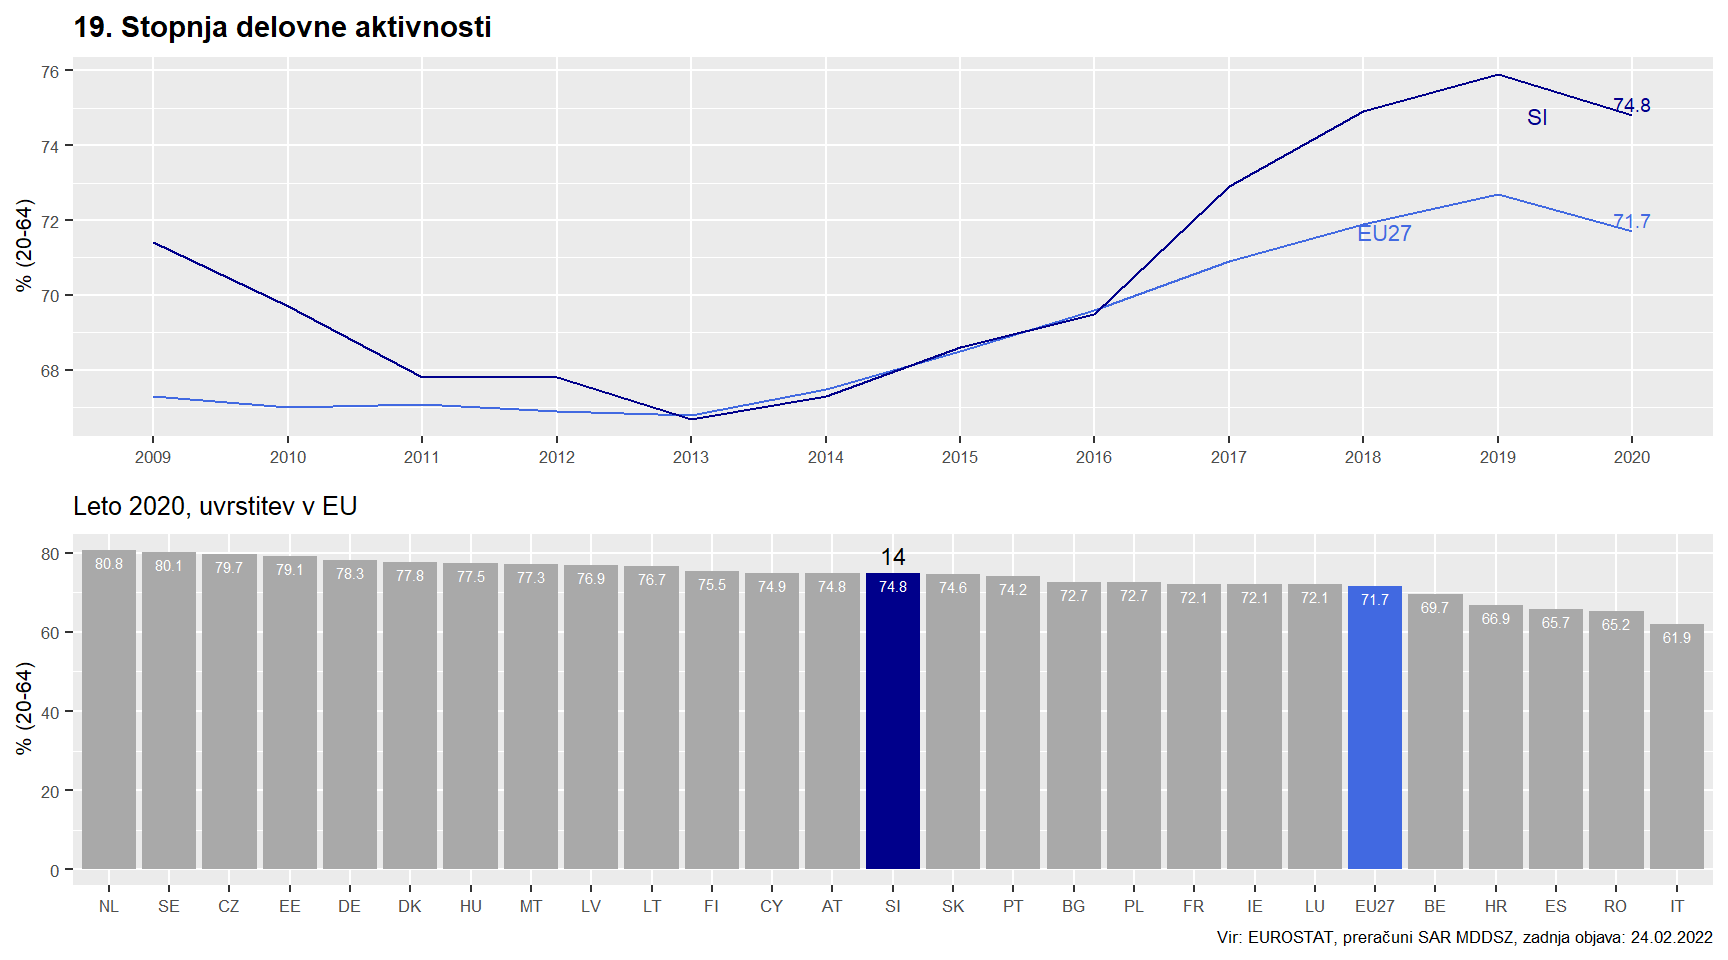 19. Stopnja delovne aktivnosti
% (20-64)
76
74
72
70
68
74.8
SI
71.7
EU27
2009 2010 2011 2012 2013 2014 2015 2016 2017 2018 2019 2020
Leto 2020, uvrstitev v EU
% (20-64)
80
60
40
20
0
14
80.8 80.1 79.7 79.1 78.3 77.8 77.5 77.3 76.9 76.7 75.5 74.9 74.8 74.8 74.6 74.2 72.7 72.7 72.1 72.1 72.1 71.7 69.7 66.9 65.7 65.2 61.9
NL SE CZ EE DE DK HU MT LV LT FI CY AT SI SK PT BG PL FR IE LU EU27 BE HR ES RO IT
Vir: EUROSTAT, preračuni SAR MDDSZ, zadnja objava: 24.02.2022